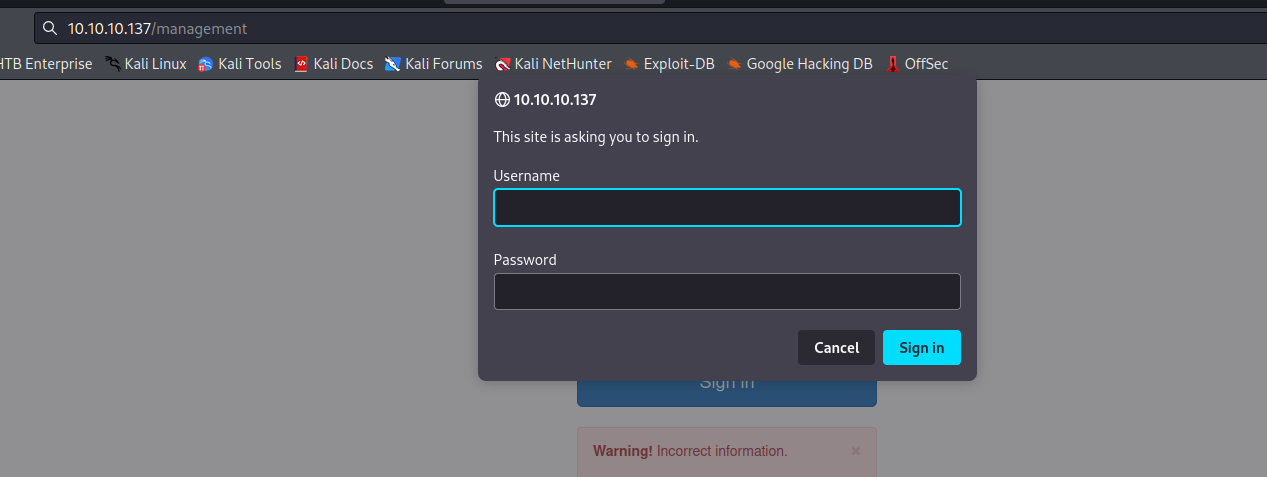 10.10.10.137/management
HTB Enterprise Kali Linux Kali Tools Kali Docs Kali Forums Kali NetHunter Exploit-DB Google Hacking DB OffSec
10.10.10.137
This site is asking you to sign in.
Username
Password
Cancel Sign in
Sign in
Warning! Incorrect information. ×